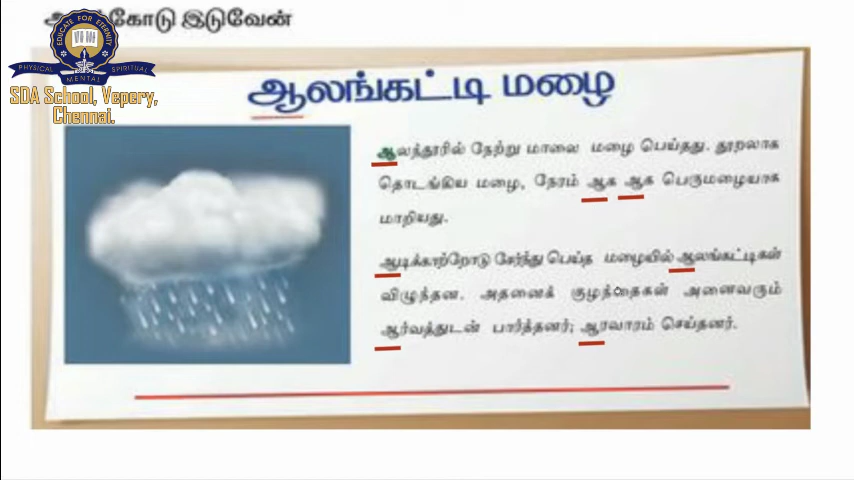 கோடு இடுவேன்
EDUCATE FOR ETERNITY
PHYSICAL MENTAL SPIRITUAL
SDA School, Vepery,
Chennai.
ஆலங்கட்டி மழை
ஆலந்தூரில் நேற்று மாலை மழை பெய்தது. தூறலாக
தொடங்கிய மழை, நேரம் ஆக ஆக பெருமழையாக
மாறியது.
ஆடிக்காற்றோடு சேர்ந்து பெய்த மழையில் ஆலங்கட்டிகள்
விழுந்தன. அதனைக் குழந்தைகள் அனைவரும்
ஆர்வத்துடன் பார்த்தனர்; ஆரவாரம் செய்தனர்.